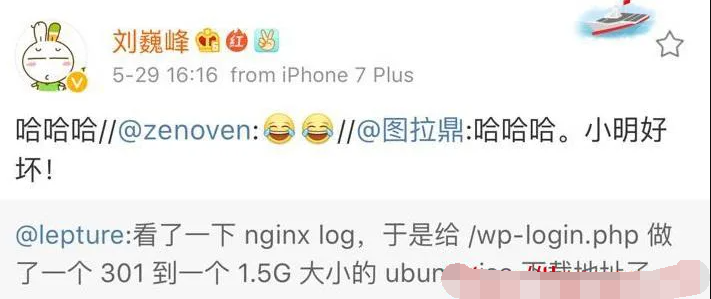 刘巍峰
5-29 16:16 from iPhone 7 Plus
哈哈哈//@zenoven:😂😂//@图拉鼎:哈哈哈。小明好
坏!
@lepture:看了一下 nginx log，于是给 /wp-login.php 做
了一个 301 到一个 1.5G 大小的